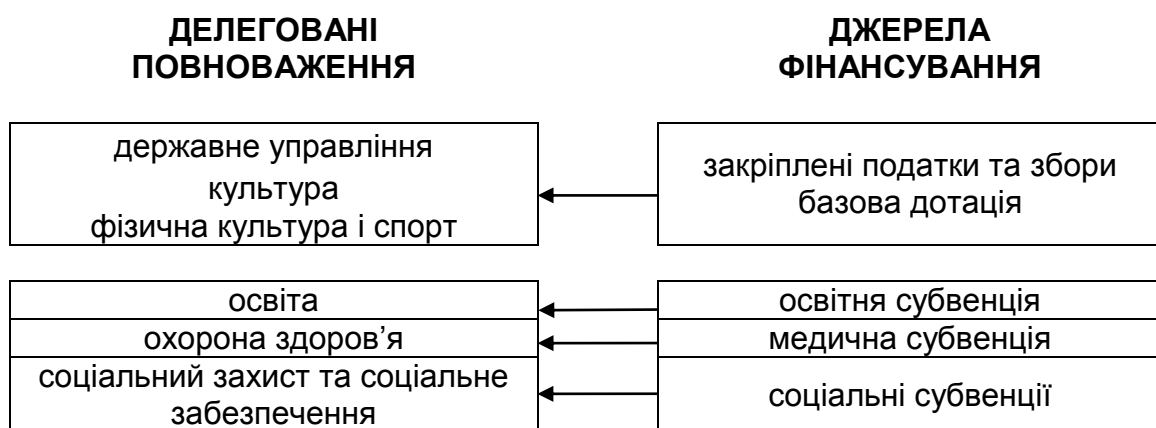 ДЕЛЕГОВАНІ
ПОВНОВАЖЕННЯ
ДЖЕРЕЛА
ФІНАНСУВАННЯ
державне управління
культура
фізична культура і спорт
закріплені податки та збори
базова дотація
освіта
освітня субвенція
охорона здоров’я
медична субвенція
соціальний захист та соціальне
забезпечення
соціальні субвенції